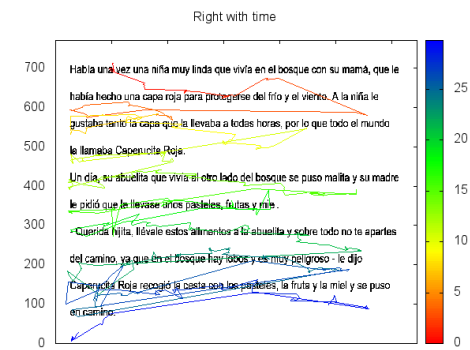 Right with time
700
600
500
400
300
200
100
0
Había una vez una niña muy linda que vivía en el bosque con su mamá, que le
había hecho una capa roja para protegerse del frío y el viento. A la niña le
gustaba tanto la capa que la llevaba a todas horas, por lo que todo el mundo
la llamaba Caperucita Roja.
Un día, su abuelita que vivía al otro lado del bosque se puso malita y su madre
le pidió que le llevase unos pasteles, frutas y miel.
- Querida hijita, llévale estos alimentos a la abuelita y sobre todo no te apartes
del camino, ya que en el bosque hay lobos y es muy peligroso - le dijo
Caperucita Roja recogió la cesta con los pasteles, la fruta y la miel y se puso
en camino.
25
20
15
10
5
0